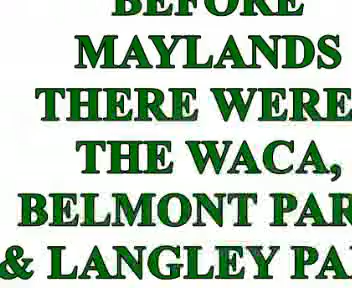 BEFORE
MAYLANDS
THERE WERE
THE WACA,
BELMONT PAR
& LANGLEY PA